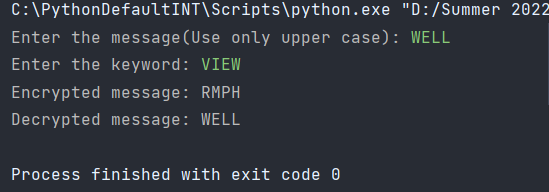 C:\PythonDefaultINT\Scripts\python.exe "D:/Summer 2022
Enter the message(Use only upper case): WELL
Enter the keyword: VIEW
Encrypted message: RMPH
Decrypted message: WELL
Process finished with exit code 0